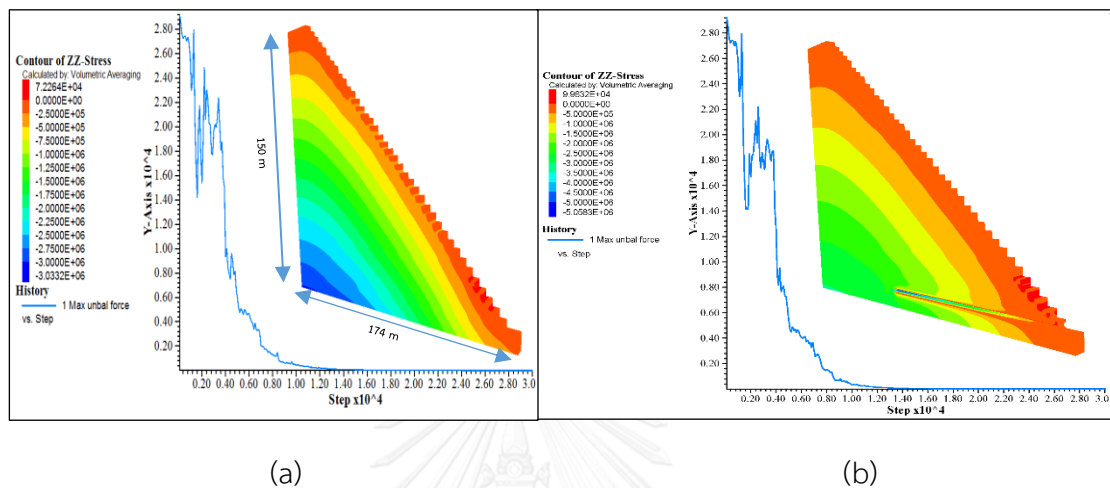 Contour of ZZ-Stress
Calculated by: Volumetric Averaging
7.2264E+04
0.0000E+00
-5.0000E+05
-1.0000E+06
-1.2500E+06
-1.5000E+06
-1.7500E+06
-2.0000E+06
-2.2500E+06
-2.5000E+06
-2.7500E+06
-3.0000E+06
-3.0332E+06
History
1 Max unbal force
vs. Step
Y-Axis x10^4
2.80
2.60
2.40
2.20
2.00
1.80
1.60
1.40
1.20
1.00
0.80
0.60
0.40
0.20
0.20 0.40 0.60 0.80 1.00 1.20 1.40 1.60 1.80 2.00 2.20 2.40 2.60 2.80 3.0
Step x10^4
150 m
174 m
(a)
Contour of ZZ-Stress
Calculated by: Volumetric Averaging
0.0000E+00
-5.0000E+05
-1.0000E+06
-1.5000E+06
-2.0000E+06
-2.5000E+06
-3.0000E+06
-4.0000E+06
-4.5000E+06
-5.0000E+06
-5.0583E+06
History
1 Max unbal force
vs. Step
Y-Axis x10^4
2.80
2.60
2.40
2.20
2.00
1.80
1.60
1.40
1.20
1.00
0.80
0.60
0.40
0.20
0.20 0.40 0.60 0.80 1.00 1.20 1.40 1.60 1.80 2.00 2.20 2.40 2.60 2.80 3.0
Step x10^4
(b)